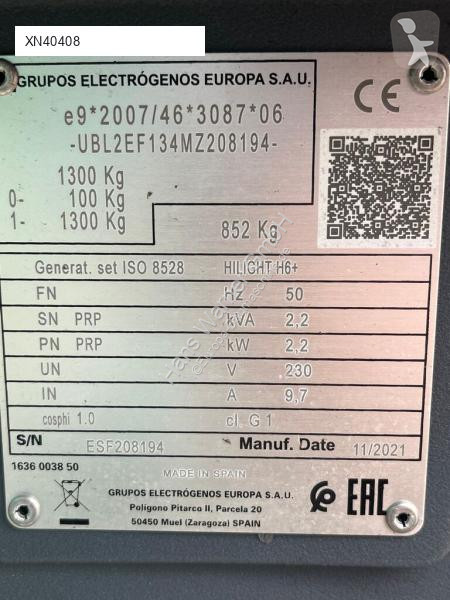 XN40408
GRUPOS ELECTRÓGENOS EUROPA S.A.U.
e9*2007/46*3087*06
-UBL2EF134MZ208194-
1300 Kg
0- 100 Kg
1- 1300 Kg
852 Kg
Generat. set ISO 8528 HILIGHT H6+
FN Hz 50
SN PRP kVA 2,2
PN PRP kW 2,2
UN V 230
IN A 9,7
cosphi 1.0 cl. G 1
S/N ESF208194 Manuf. Date 11/2021
1636 0038 50
MADE IN SPAIN
GRUPOS ELECTRÓGENOS EUROPA S.A.U.
Polígono Pitarco II, Parcela 20
50450 Muel (Zaragoza) SPAIN
CE
EAC
Hans Warner GmbH